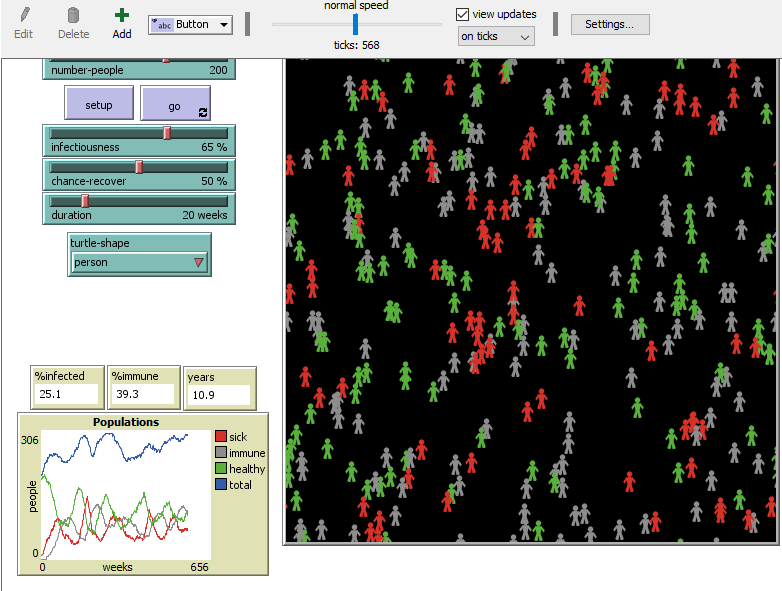 normal speed
Edit
Delete
Add
abc Button
ticks: 568
view updates
on ticks
Settings...
number-people 200
setup
go
infectiousness 65 %
chance-recover 50 %
duration 20 weeks
turtle-shape
person
%infected
25.1
%immune
39.3
years
10.9
Populations
306
people
0
0 weeks 656
sick
immune
healthy
total